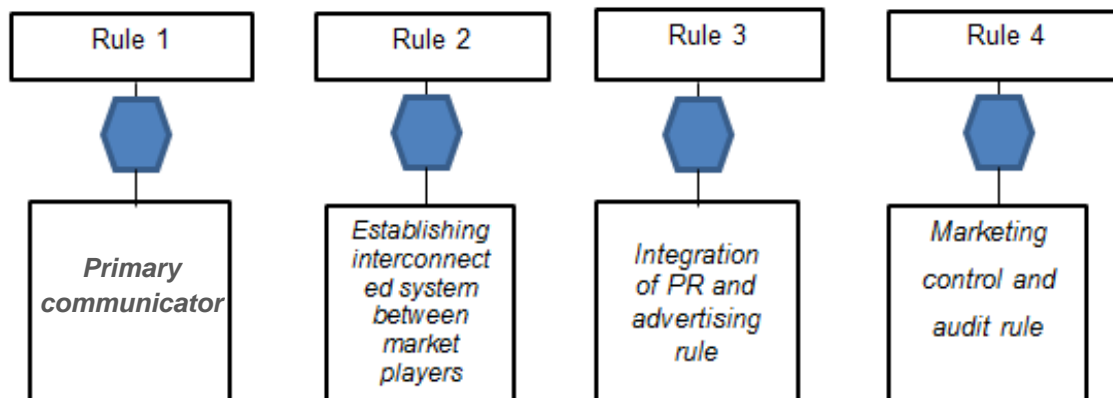 Rule 1
Rule 2
Rule 3
Rule 4
Primary
communicator
Establishing
interconnect
ed system
between
market
players
Integration
of PR and
advertising
rule
Marketing
control and
audit rule